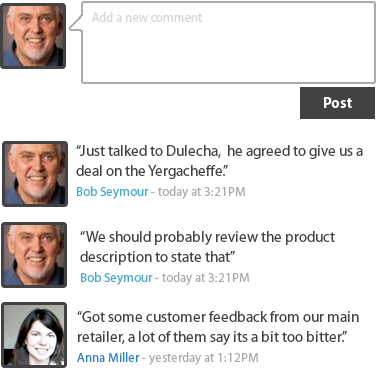 Add a new comment
Post
“Just talked to Dulecha,  he agreed to give us a
deal on the Yergacheffe.”
Bob Seymour - today at 3:21PM
“We should probably review the product
description to state that”
Bob Seymour - today at 3:21PM
“Got some customer feedback from our main
retailer, a lot of them say its a bit too bitter.”
Anna Miller - yesterday at 1:12PM